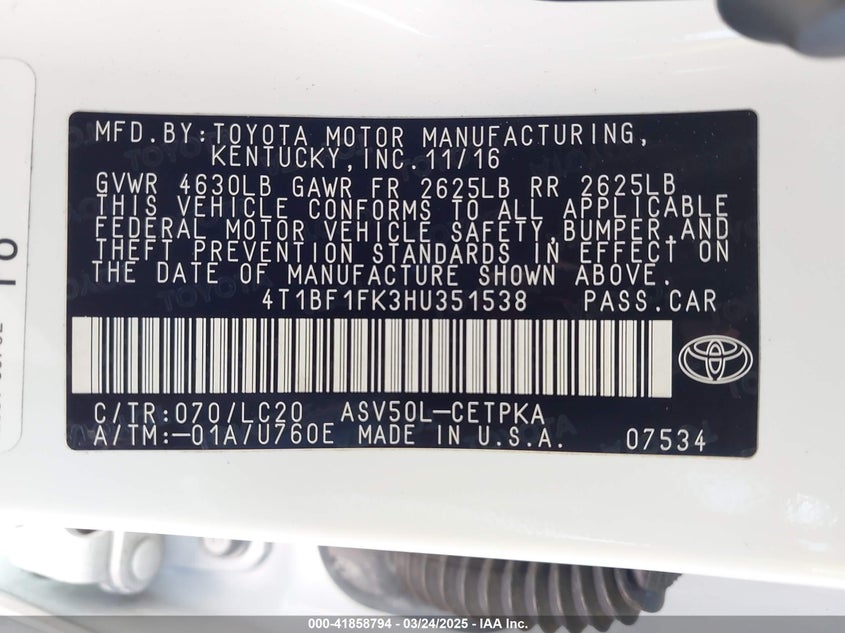 MFD.BY:TOYOTA MOTOR MANUFACTURING,
KENTUCKY,INC.11/16
GVWR 4630LB GAWR FR 2625LB RR 2625LB
THIS VEHICLE CONFORMS TO ALL APPLICABLE
FEDERAL MOTOR VEHICLE SAFETY,BUMPER,AND
THEFT PREVENTION STANDARDS IN EFFECT ON
THE DATE OF MANUFACTURE SHOWN ABOVE.
4T1BF1FK3HU351538 PASS.CAR
C/TR:070/LC20 ASV50L-CETPKA
A/TM:-01A/U760E MADE IN U.S.A. 07534
000-41858794 - 03/24/2025 - IAA Inc.